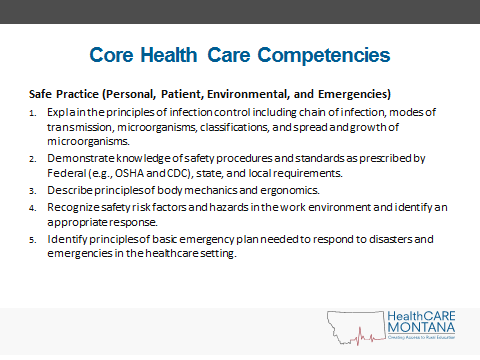 Core Health Care Competencies
Safe Practice (Personal, Patient, Environmental, and Emergencies)
1. Explain the principles of infection control including chain of infection, modes of
transmission, microorganisms, classifications, and spread and growth of
microorganisms.
2. Demonstrate knowledge of safety procedures and standards as prescribed by
Federal (e.g., OSHA and CDC), state, and local requirements.
3. Describe principles of body mechanics and ergonomics.
4. Recognize safety risk factors and hazards in the work environment and identify an
appropriate response.
5. Identify principles of basic emergency plan needed to respond to disasters and
emergencies in the healthcare setting.
HealthCARE
MONTANA
Creating Access to Rural Education